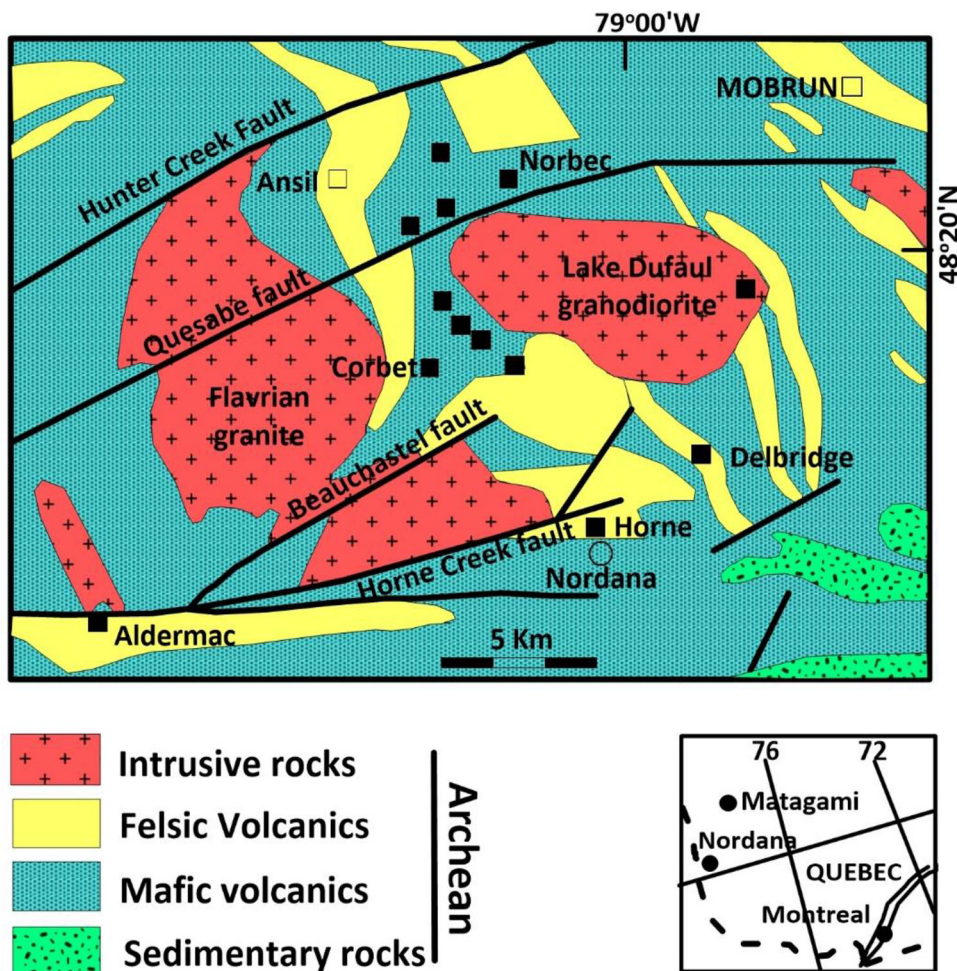 79°00'W
MOBRUN
Hunter Creek Fault
Norbec
Ansil
48°20'N
Lake Dufaul
granodiorite
Quesabe fault
Corbet
Flavrian
granite
Beauchastel fault
Delbridge
Horne
Horne Creek fault
Nordana
Aldermac
5 Km
Intrusive rocks
Felsic Volcanics
Mafic volcanics
Sedimentary rocks
Archean
76
72
Matagami
Nordana
QUEBEC
Montreal